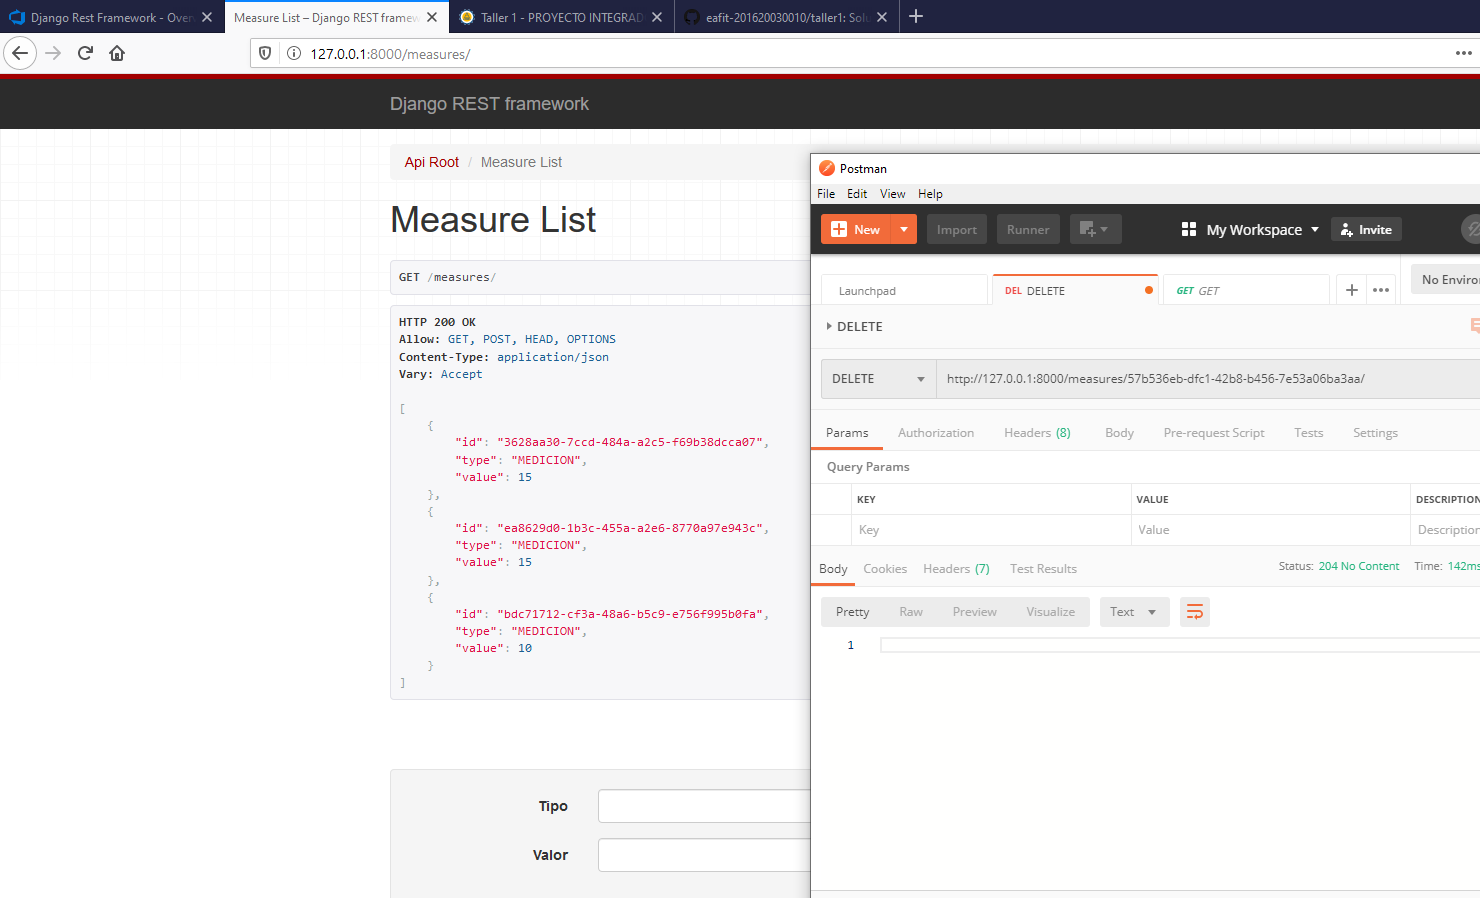 Django Rest Framework - Over
Measure List – Django REST framew
Taller 1 - PROYECTO INTEGRAD
eafit-201620030010/taller1: Solu
127.0.0.1:8000/measures/
Django REST framework
Api Root / Measure List
Measure List
GET /measures/
HTTP 200 OK
Allow: GET, POST, HEAD, OPTIONS
Content-Type: application/json
Vary: Accept
[
{
"id": "3628aa30-7ccd-484a-a2c5-f69b38dcca07",
"type": "MEDICION",
"value": 15
},
{
"id": "ea8629d0-1b3c-455a-a2e6-8770a97e943c",
"type": "MEDICION",
"value": 15
},
{
"id": "bdc71712-cf3a-48a6-b5c9-e756f995b0fa",
"type": "MEDICION",
"value": 10
}
]
Tipo
Valor
Postman
File Edit View Help
New Import Runner My Workspace Invite
Launchpad DEL DELETE GET GET No Enviro
DELETE
DELETE http://127.0.0.1:8000/measures/57b536eb-dfc1-42b8-b456-7e53a06ba3aa/
Params Authorization Headers (8) Body Pre-request Script Tests Settings
Query Params
KEY VALUE DESCRIPTION
Key Value Description
Body Cookies Headers (7) Test Results Status: 204 No Content Time: 142ms
Pretty Raw Preview Visualize Text
1